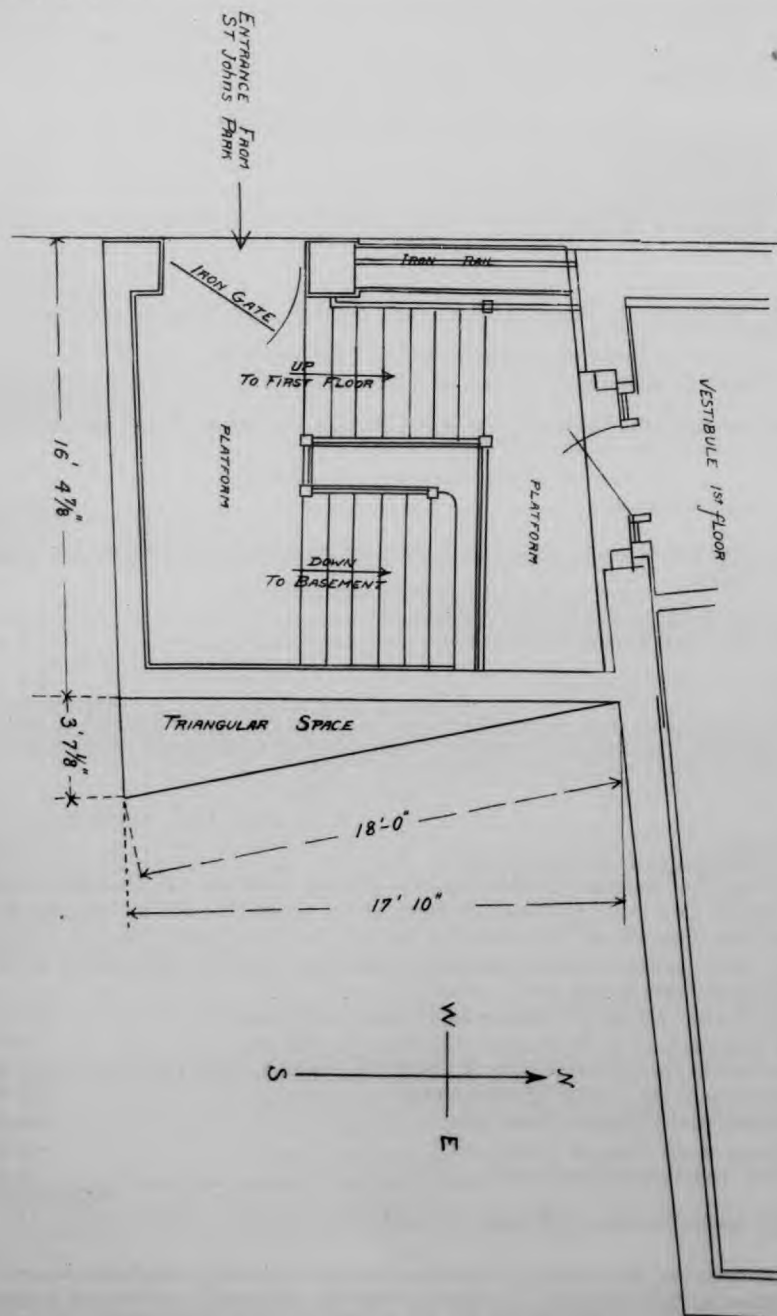 ENTRANCE FROM
ST JOHNS PARK
IRON GATE
IRON RAIL
UP
TO FIRST FLOOR
VESTIBULE 1st FLOOR
PLATFORM
PLATFORM
DOWN
TO BASEMENT
16' 4⅞"
3' 7⅛"
TRIANGULAR SPACE
18'-0"
17' 10"
W
N
S
E